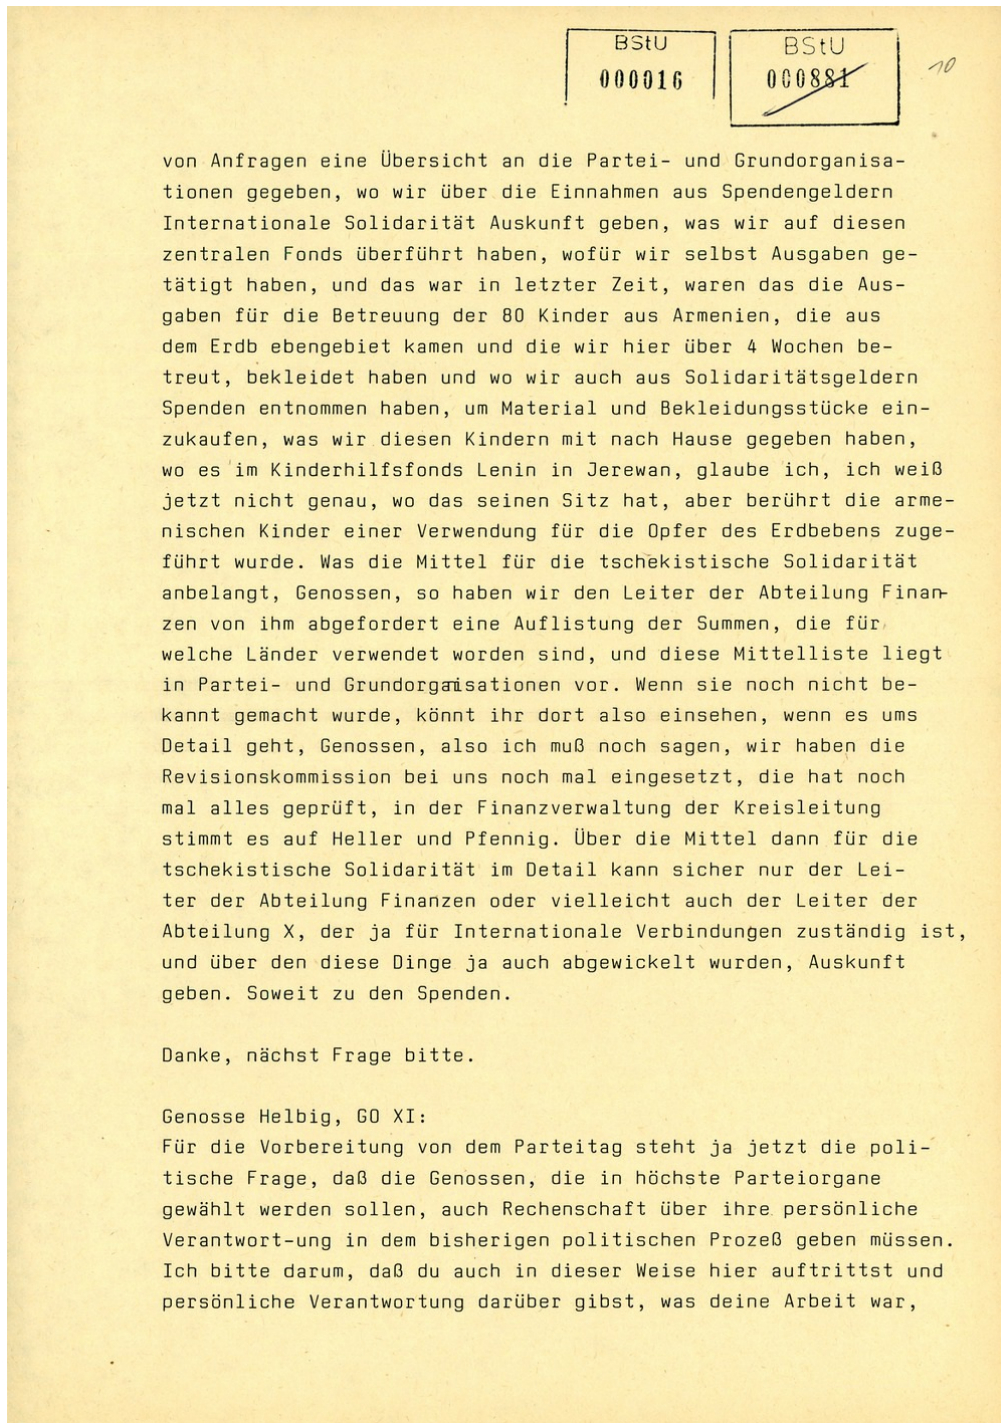 BStU
000016
BStU
000881
10
von Anfragen eine Übersicht an die Partei- und Grundorganisa-
tionen gegeben, wo wir über die Einnahmen aus Spendengeldern
Internationale Solidarität Auskunft geben, was wir auf diesen
zentralen Fonds überführt haben, wofür wir selbst Ausgaben ge-
tätigt haben, und das war in letzter Zeit, waren das die Aus-
gaben für die Betreuung der 80 Kinder aus Armenien, die aus
dem Erdb ebengebiet kamen und die wir hier über 4 Wochen be-
treut, bekleidet haben und wo wir auch aus Solidaritätsgeldern
Spenden entnommen haben, um Material und Bekleidungsstücke ein-
zukaufen, was wir diesen Kindern mit nach Hause gegeben haben,
wo es im Kinderhilfsfonds Lenin in Jerewan, glaube ich, ich weiß
jetzt nicht genau, wo das seinen Sitz hat, aber berührt die arme-
nischen Kinder einer Verwendung für die Opfer des Erdbebens zuge-
führt wurde. Was die Mittel für die tschekistische Solidarität
anbelangt, Genossen, so haben wir den Leiter der Abteilung Finan-
zen von ihm abgefordert eine Auflistung der Summen, die für
welche Länder verwendet worden sind, und diese Mittelliste liegt
in Partei- und Grundorganisationen vor. Wenn sie noch nicht be-
kannt gemacht wurde, könnt ihr dort also einsehen, wenn es ums
Detail geht, Genossen, also ich muß noch sagen, wir haben die
Revisionskommission bei uns noch mal eingesetzt, die hat noch
mal alles geprüft, in der Finanzverwaltung der Kreisleitung
stimmt es auf Heller und Pfennig. Über die Mittel dann für die
tschekistische Solidarität im Detail kann sicher nur der Lei-
ter der Abteilung Finanzen oder vielleicht auch der Leiter der
Abteilung X, der ja für Internationale Verbindungen zuständig ist,
und über den diese Dinge ja auch abgewickelt wurden, Auskunft
geben. Soweit zu den Spenden.
Danke, nächst Frage bitte.
Genosse Helbig, GO XI:
Für die Vorbereitung von dem Parteitag steht ja jetzt die poli-
tische Frage, daß die Genossen, die in höchste Parteiorgane
gewählt werden sollen, auch Rechenschaft über ihre persönliche
Verantwort-ung in dem bisherigen politischen Prozeß geben müssen.
Ich bitte darum, daß du auch in dieser Weise hier auftrittst und
persönliche Verantwortung darüber gibst, was deine Arbeit war,